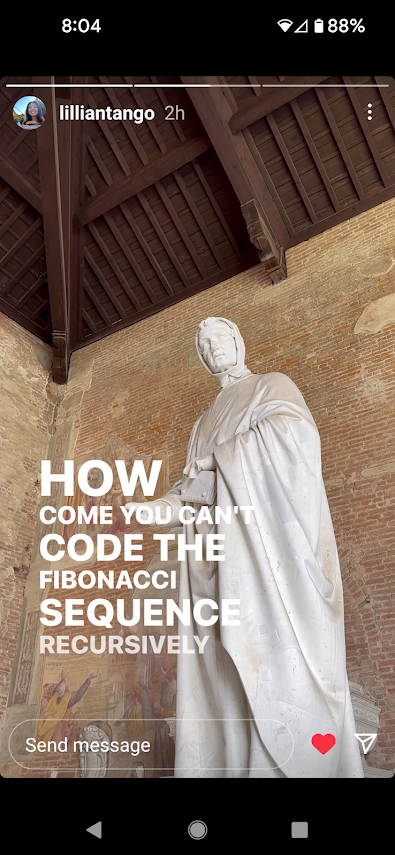 8:04
88%
lilliantango 2h
HOW
COME YOU CAN'T
CODE THE
FIBONACCI
SEQUENCE
RECURSIVELY
Send message